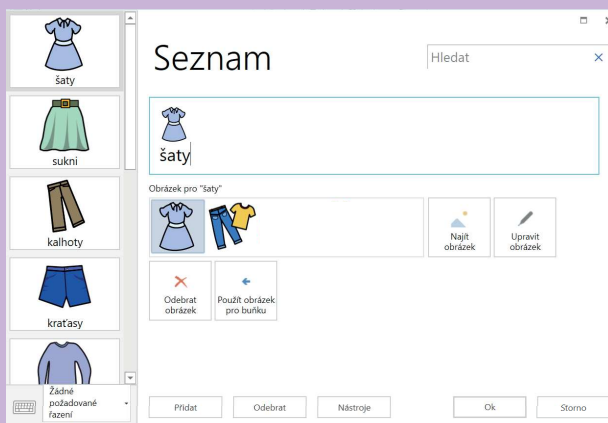 šaty
sukni
kalhoty
kraťasy
Žádné
požadované
řazení
Seznam
Hledat
šaty
Obrázek pro "šaty"
Najít
obrázek
Upravit
obrázek
Odebrat
obrázek
Použít obrázek
pro buňku
Přidat
Odebrat
Nástroje
Ok
Storno